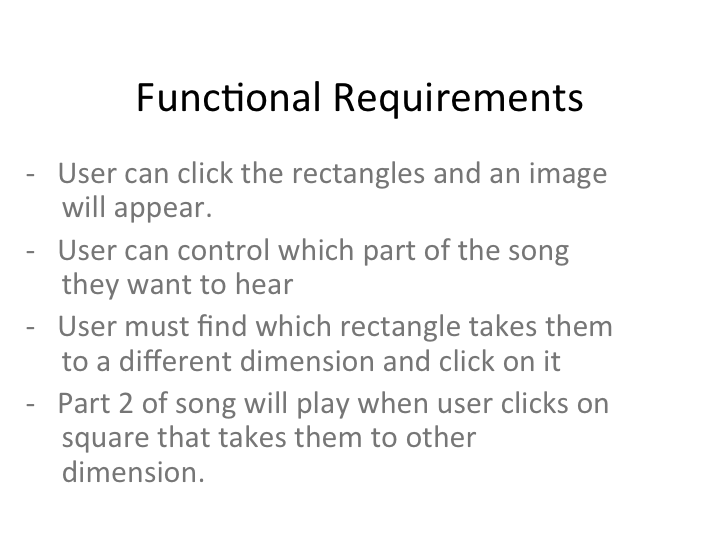 Functional Requirements
- User can click the rectangles and an image
will appear.
- User can control which part of the song
they want to hear
- User must find which rectangle takes them
to a different dimension and click on it
- Part 2 of song will play when user clicks on
square that takes them to other
dimension.